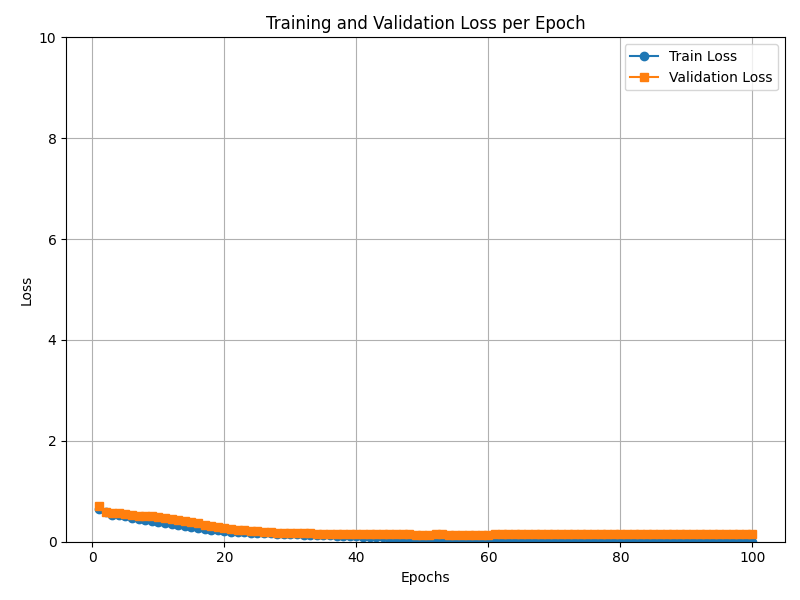 Training and Validation Loss per Epoch
Train Loss
Validation Loss
Loss
10
8
6
4
2
0
0 20 40 60 80 100
Epochs